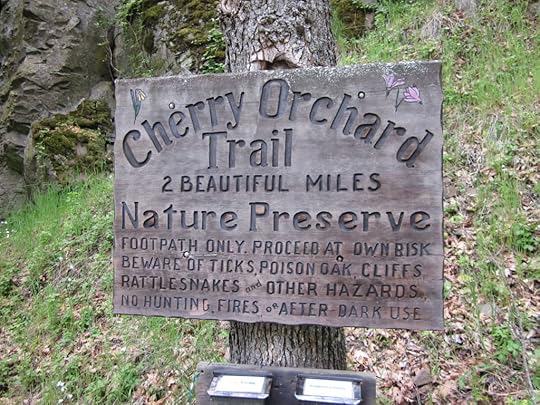 Cherry Orchard
Trail
2 BEAUTIFUL MILES
Nature Preserve
FOOTPATH ONLY. PROCEED AT OWN RISK
BEWARE OF TICKS, POISON OAK, CLIFFS,
RATTLESNAKES and OTHER HAZARDS,
NO HUNTING, FIRES or AFTER-DARK USE